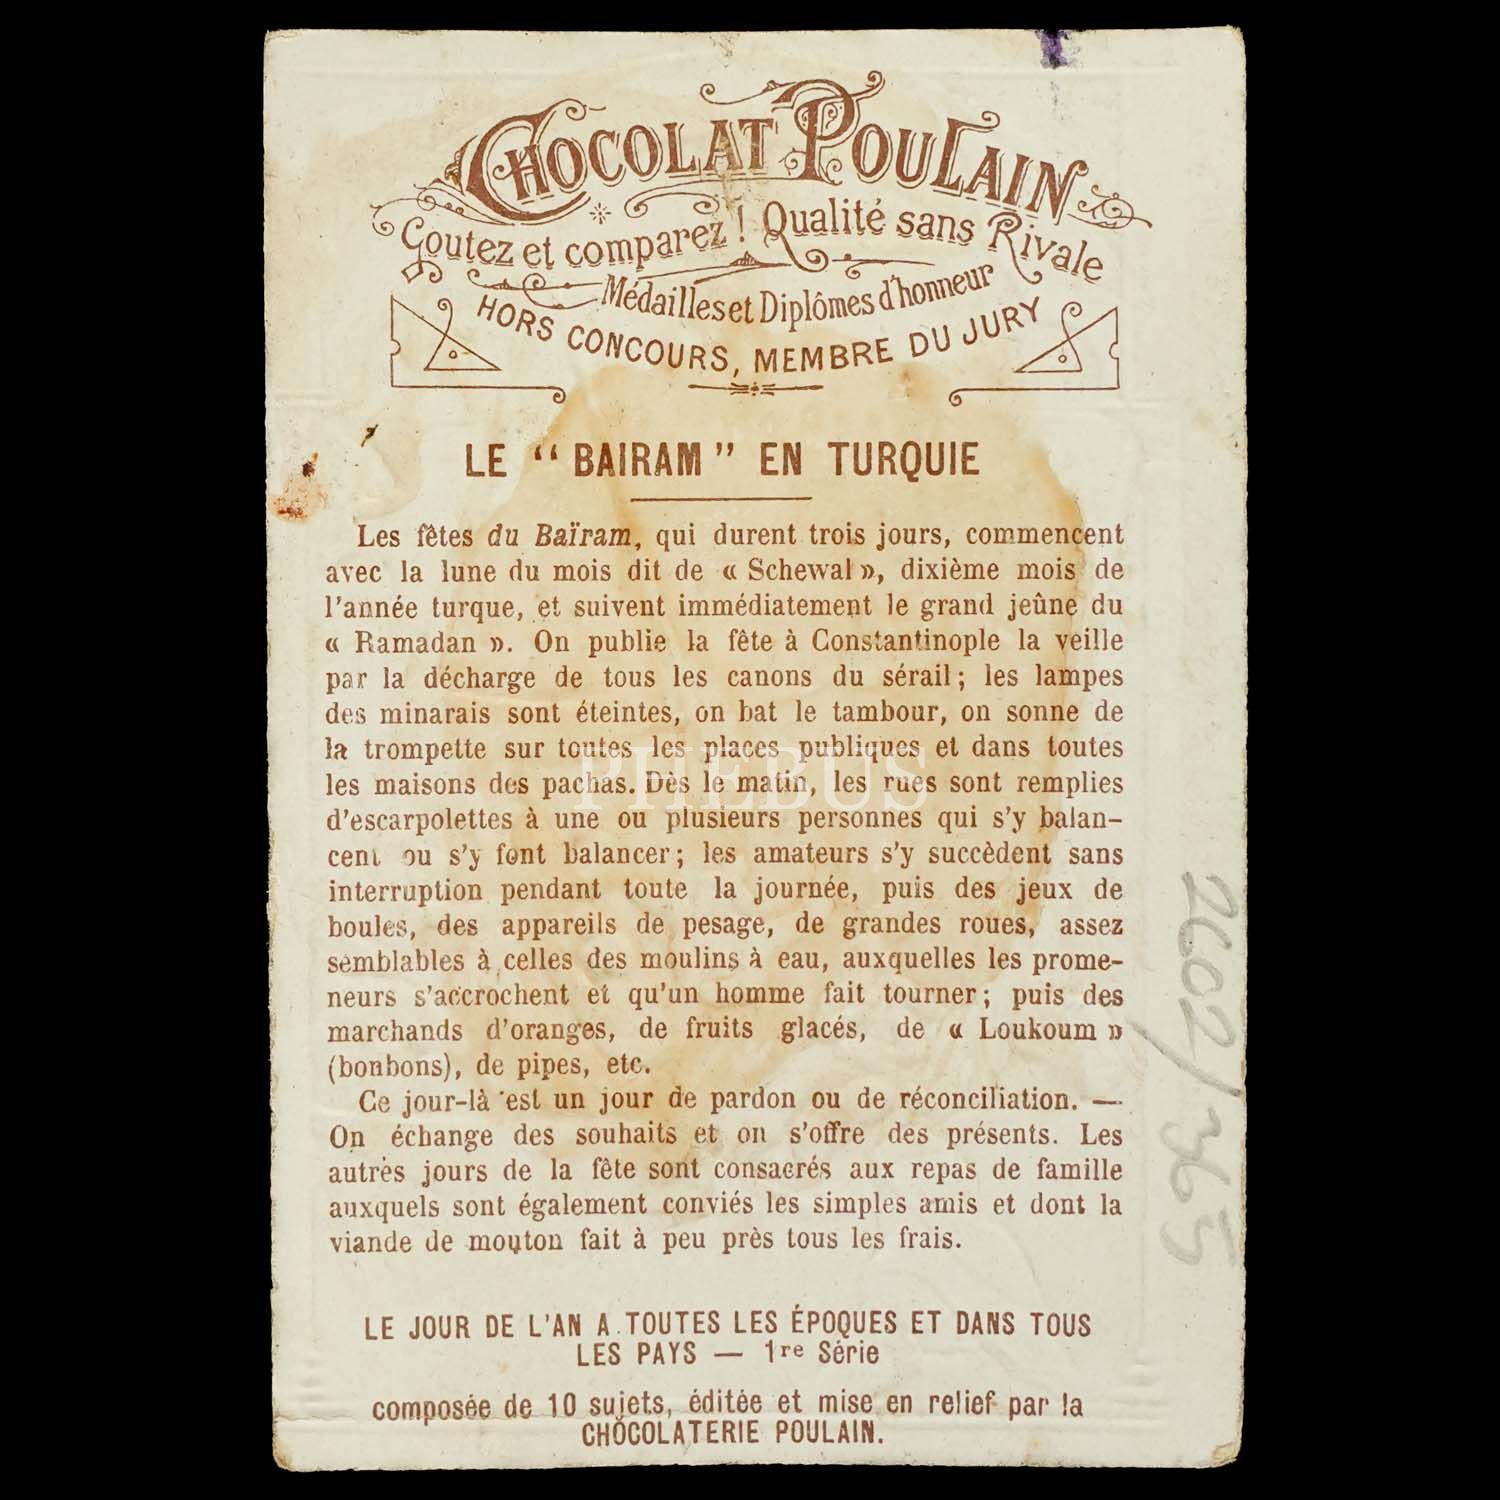 CHOCOLAT POULAIN
Goutez et comparez! Qualité sans Rivale
Médailles et Diplômes d'honneur
HORS CONCOURS, MEMBRE DU JURY
LE “ BAIRAM ” EN TURQUIE
Les fêtes du Baïram, qui durent trois jours, commencent
avec la lune du mois dit de « Schewal », dixième mois de
l'année turque, et suivent immédiatement le grand jeûne du
« Ramadan ». On publie la fête à Constantinople la veille
par la décharge de tous les canons du sérail ; les lampes
des minarais sont éteintes, on bat le tambour, on sonne de
la trompette sur toutes les places publiques et dans toutes
les maisons des pachas. Dès le matin, les rues sont remplies
d'escarpolettes à une ou plusieurs personnes qui s'y balan-
cent ou s'y font balancer ; les amateurs s'y succèdent sans
interruption pendant toute la journée, puis des jeux de
boules, des appareils de pesage, de grandes roues, assez
semblables à celles des moulins à eau, auxquelles les prome-
neurs s'accrochent et qu'un homme fait tourner ; puis des
marchands d'oranges, de fruits glacés, de « Loukoum »
(bonbons), de pipes, etc.
Ce jour-là est un jour de pardon ou de réconciliation. —
On échange des souhaits et on s'offre des présents. Les
autres jours de la fête sont consacrés aux repas de famille
auxquels sont également conviés les simples amis et dont la
viande de mouton fait à peu près tous les frais.
LE JOUR DE L'AN A TOUTES LES ÉPOQUES ET DANS TOUS
LES PAYS — 1re Série
composée de 10 sujets, éditée et mise en relief par la
CHOCOLATERIE POULAIN.
PHEBUS